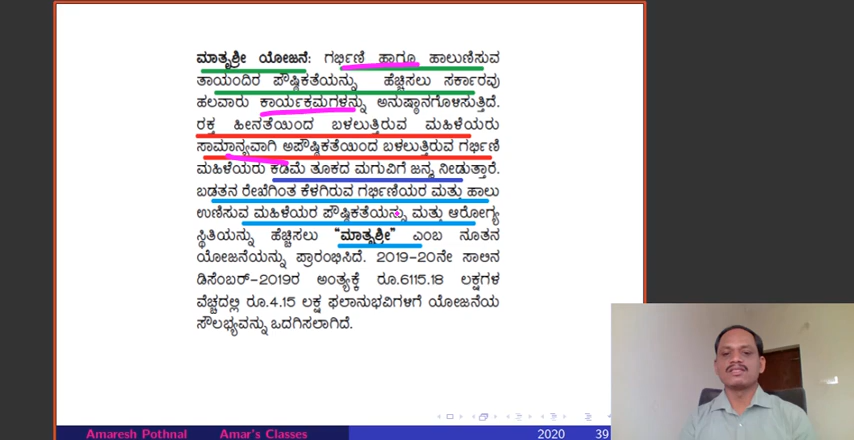 ಮಾತೃಶ್ರೀ ಯೋಜನೆ: ಗರ್ಭಿಣಿ ಹಾಗೂ ಹಾಲುಣಿಸುವ
ತಾಯಂದಿರ ಪೌಷ್ಠಿಕತೆಯನ್ನು ಹೆಚ್ಚಿಸಲು ಸರ್ಕಾರವು
ಹಲವಾರು ಕಾರ್ಯಕ್ರಮಗಳನ್ನು ಅನುಷ್ಠಾನಗೊಳಿಸುತ್ತಿದೆ.
ರಕ್ತ ಹೀನತೆಯಿಂದ ಬಳಲುತ್ತಿರುವ ಮಹಿಳೆಯರು
ಸಾಮಾನ್ಯವಾಗಿ ಅಪೌಷ್ಠಿಕತೆಯಿಂದ ಬಳಲುತ್ತಿರುವ ಗರ್ಭಿಣಿ
ಮಹಿಳೆಯರು ಕಡಿಮೆ ತೂಕದ ಮಗುವಿಗೆ ಜನ್ಮ ನೀಡುತ್ತಾರೆ.
ಬಡತನ ರೇಖೆಗಿಂತ ಕೆಳಗಿರುವ ಗರ್ಭಿಣಿಯರ ಮತ್ತು ಹಾಲು
ಉಣಿಸುವ ಮಹಿಳೆಯರ ಪೌಷ್ಠಿಕತೆಯನ್ನು ಮತ್ತು ಆರೋಗ್ಯ
ಸ್ಥಿತಿಯನ್ನು ಹೆಚ್ಚಿಸಲು "ಮಾತೃಶ್ರೀ" ಎಂಬ ನೂತನ
ಯೋಜನೆಯನ್ನು ಪ್ರಾರಂಭಿಸಿದೆ. 2019-20ನೇ ಸಾಲಿನ
ಡಿಸೆಂಬರ್-2019ರ ಅಂತ್ಯಕ್ಕೆ ರೂ.6115.18 ಲಕ್ಷಗಳ
ವೆಚ್ಚದಲ್ಲಿ ರೂ.4.15 ಲಕ್ಷ ಫಲಾನುಭವಿಗಳಿಗೆ ಯೋಜನೆಯ
ಸೌಲಭ್ಯವನ್ನು ಒದಗಿಸಲಾಗಿದೆ.
Amaresh Pothnal Amar's Classes 2020 39